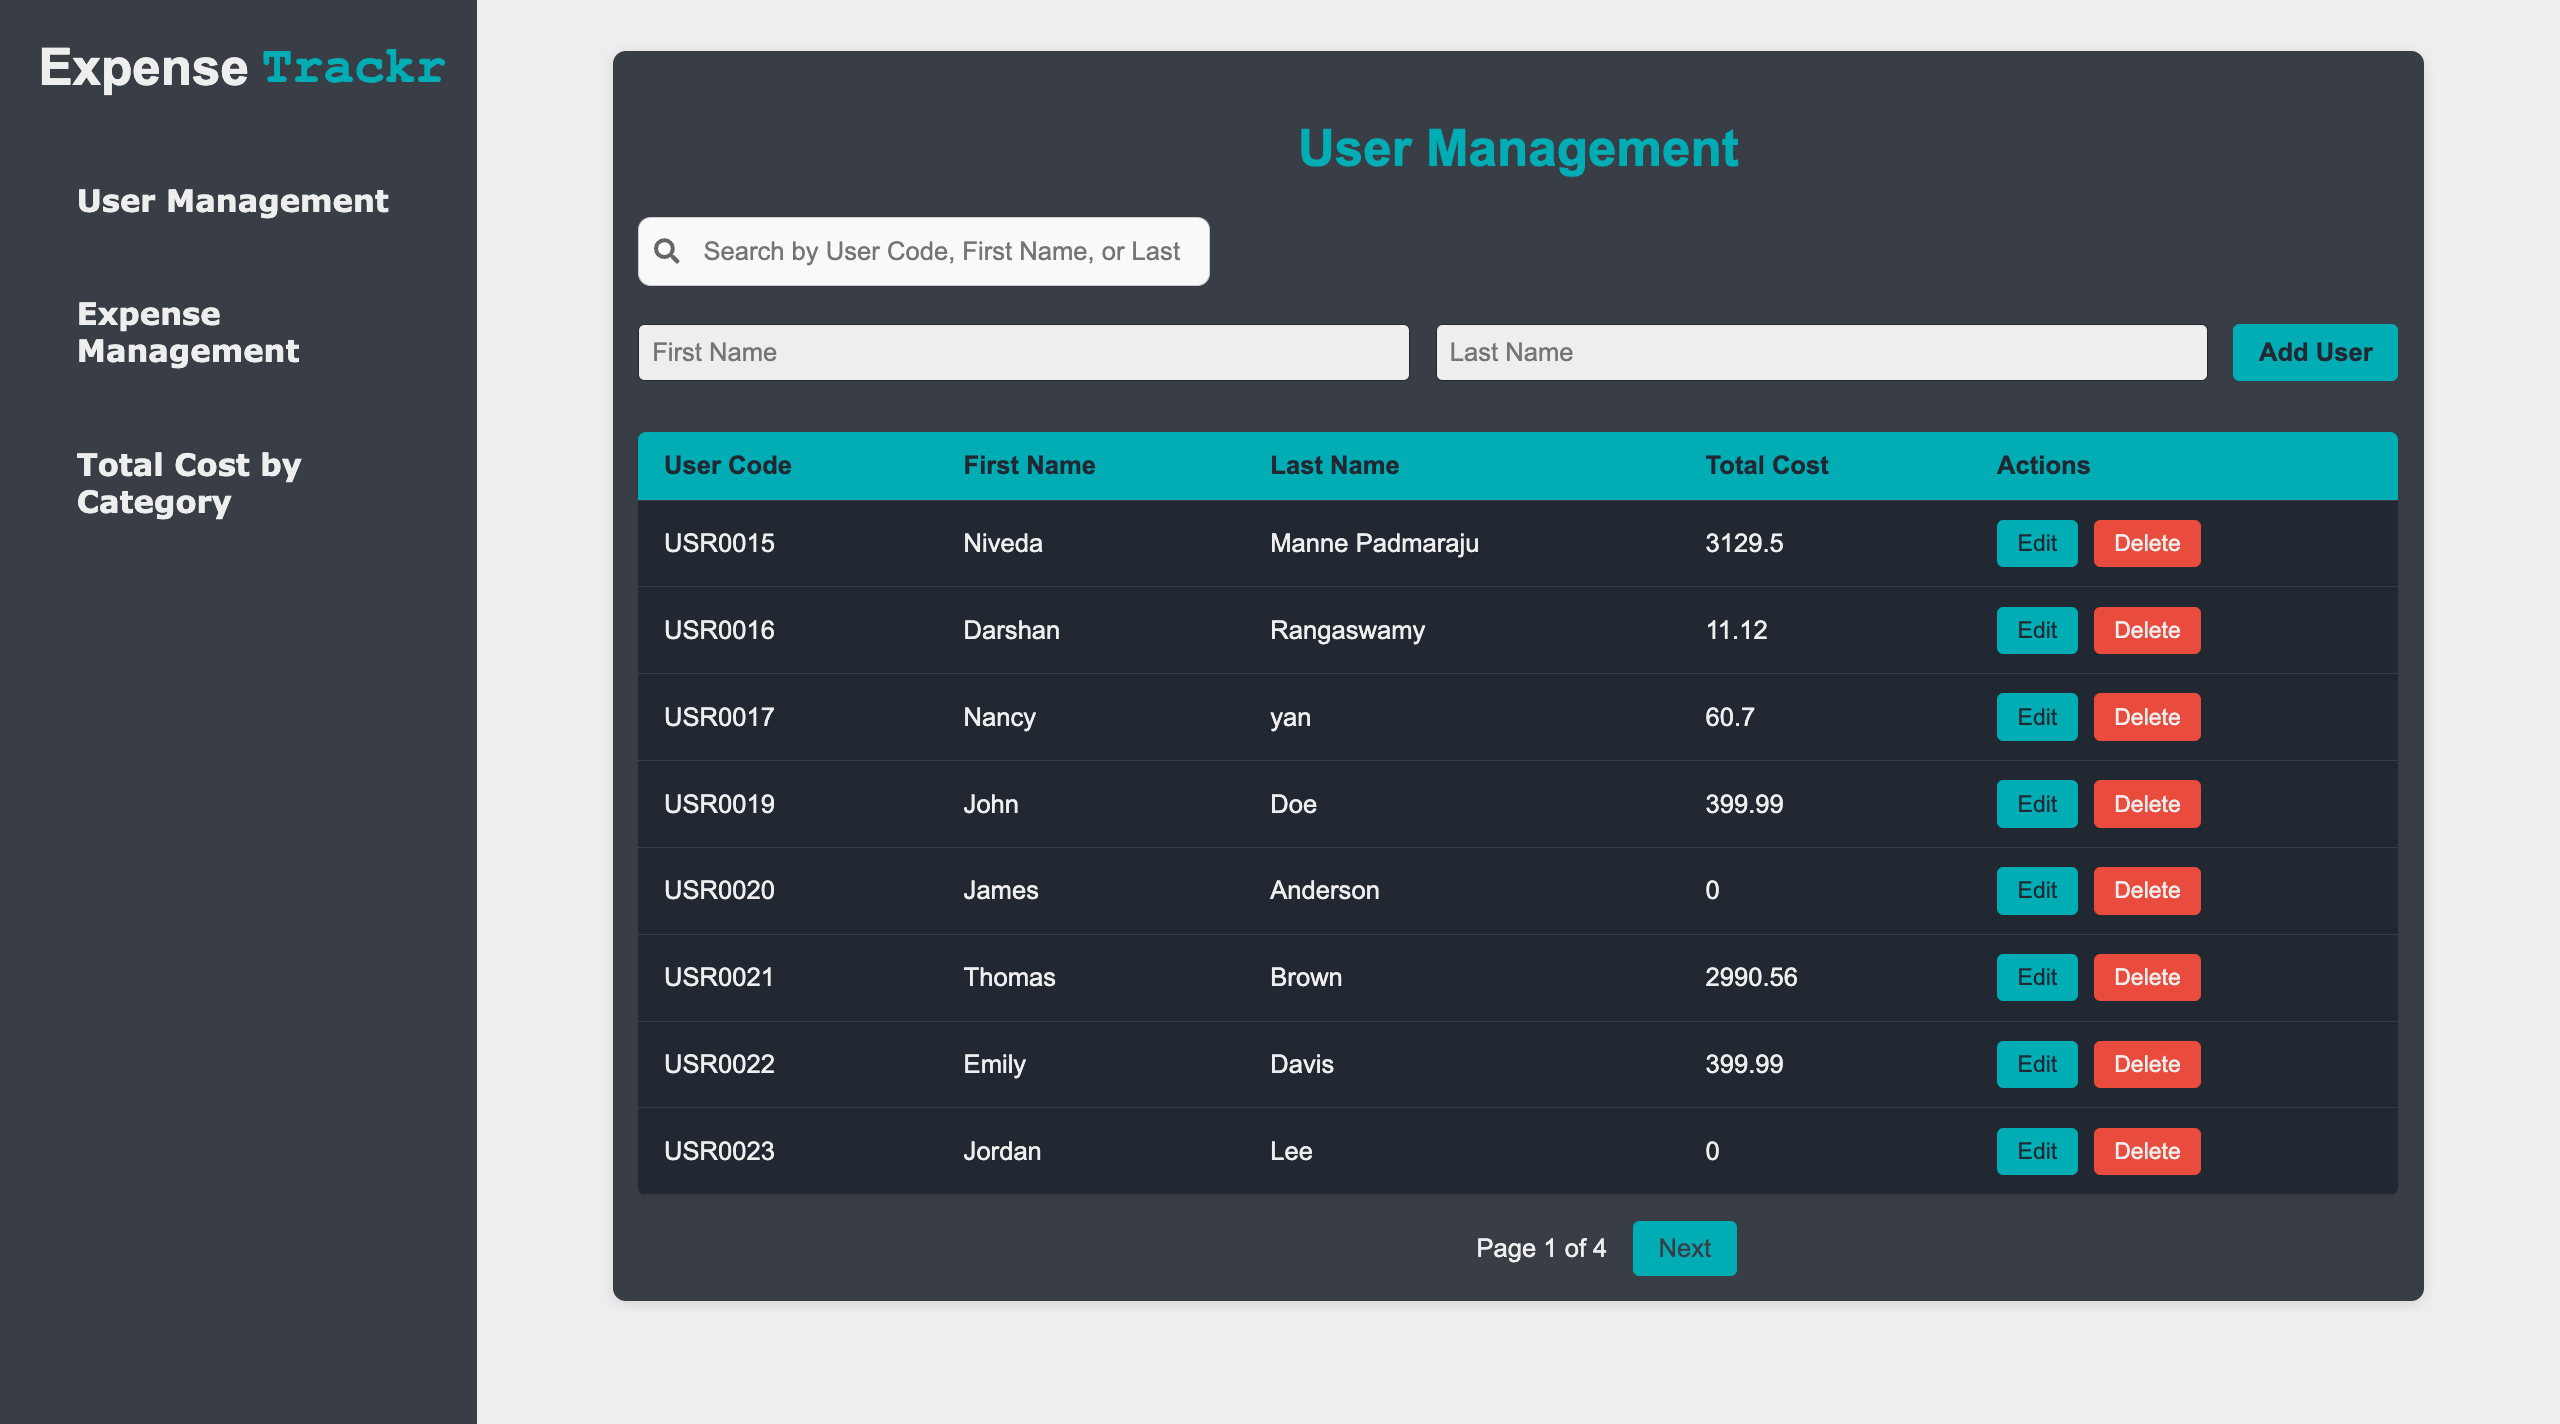 Expense Trackr
User Management
Expense
Management
Total Cost by
Category
User Management
Search by User Code, First Name, or Last
First Name Last Name Add User
User Code First Name Last Name Total Cost Actions
USR0015 Niveda Manne Padmaraju 3129.5 Edit Delete
USR0016 Darshan Rangaswamy 11.12 Edit Delete
USR0017 Nancy yan 60.7 Edit Delete
USR0019 John Doe 399.99 Edit Delete
USR0020 James Anderson 0 Edit Delete
USR0021 Thomas Brown 2990.56 Edit Delete
USR0022 Emily Davis 399.99 Edit Delete
USR0023 Jordan Lee 0 Edit Delete
Page 1 of 4 Next